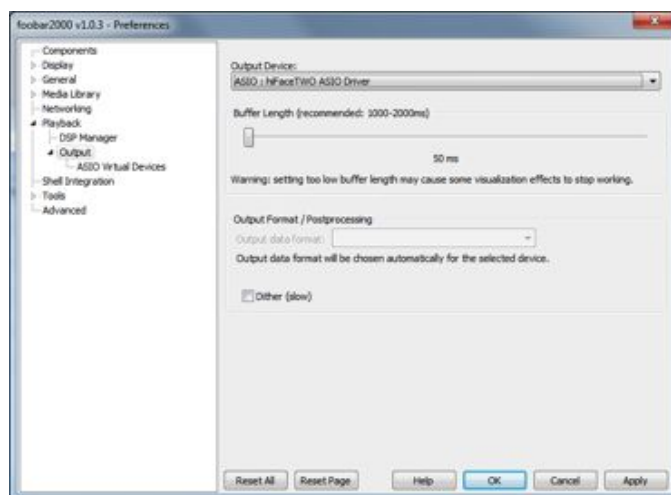 foobar2000 v1.0.3 - Preferences
Components
Display
General
Media Library
Networking
Playback
DSP Manager
Output
ASIO Virtual Devices
Shell Integration
Tools
Advanced
Output Device:
ASIO : hiFaceTWO ASIO Driver
Buffer Length (recommended: 1000-2000ms)
50 ms
Warning: setting too low buffer length may cause some visualization effects to stop working.
Output Format / Postprocessing
Output data format:
Output data format will be chosen automatically for the selected device.
Dither (slow)
Reset All
Reset Page
Help
OK
Cancel
Apply